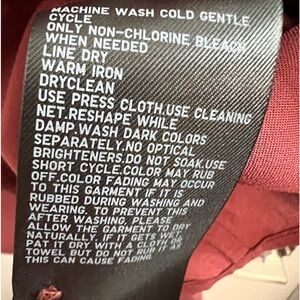 MACHINE WASH COLD GENTLE
CYCLE
ONLY NON-CHLORINE BLEACH
WHEN NEEDED
LINE DRY
WARM IRON
DRYCLEAN
USE PRESS CLOTH.USE CLEANING
NET.RESHAPE WHILE
DAMP.WASH DARK COLORS
SEPARATELY.NO OPTICAL
BRIGHTENERS.DO NOT SOAK.USE
SHORT CYCLE.COLOR MAY RUB
OFF.COLOR FADING MAY OCCUR
TO THIS GARMENT IF IT IS
RUBBED DURING WASHING AND
WEARING. TO PREVENT THIS
AFTER WASHING, PLEASE
ALLOW THE GARMENT TO DRY
NATURALLY. IF IT GETS WET,
PAT IT DRY WITH A CLOTH OR
TOWEL BUT DO NOT RUB IT AS
THIS CAN CAUSE FADING.